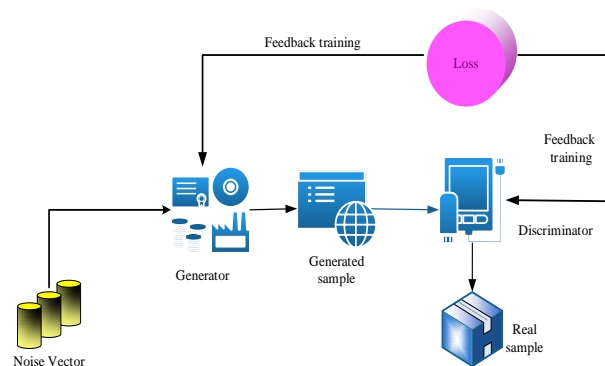 Feedback training
Loss
Feedback
training
Generator
Generated
sample
Discriminator
Noise Vector
Real
sample